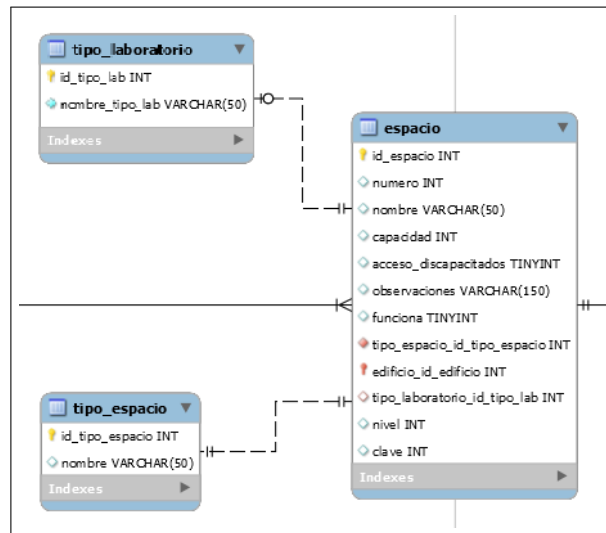 tipo_laboratorio
id_tipo_lab INT
nombre_tipo_lab VARCHAR(50)
Indexes
espacio
id_espacio INT
numero INT
nombre VARCHAR(50)
capacidad INT
acceso_discapacitados TINYINT
observaciones VARCHAR(150)
funciona TINYINT
tipo_espacio_id_tipo_espacio INT
edificio_id_edificio INT
tipo_laboratorio_id_tipo_lab INT
nivel INT
clave INT
Indexes
tipo_espacio
id_tipo_espacio INT
nombre VARCHAR(50)
Indexes